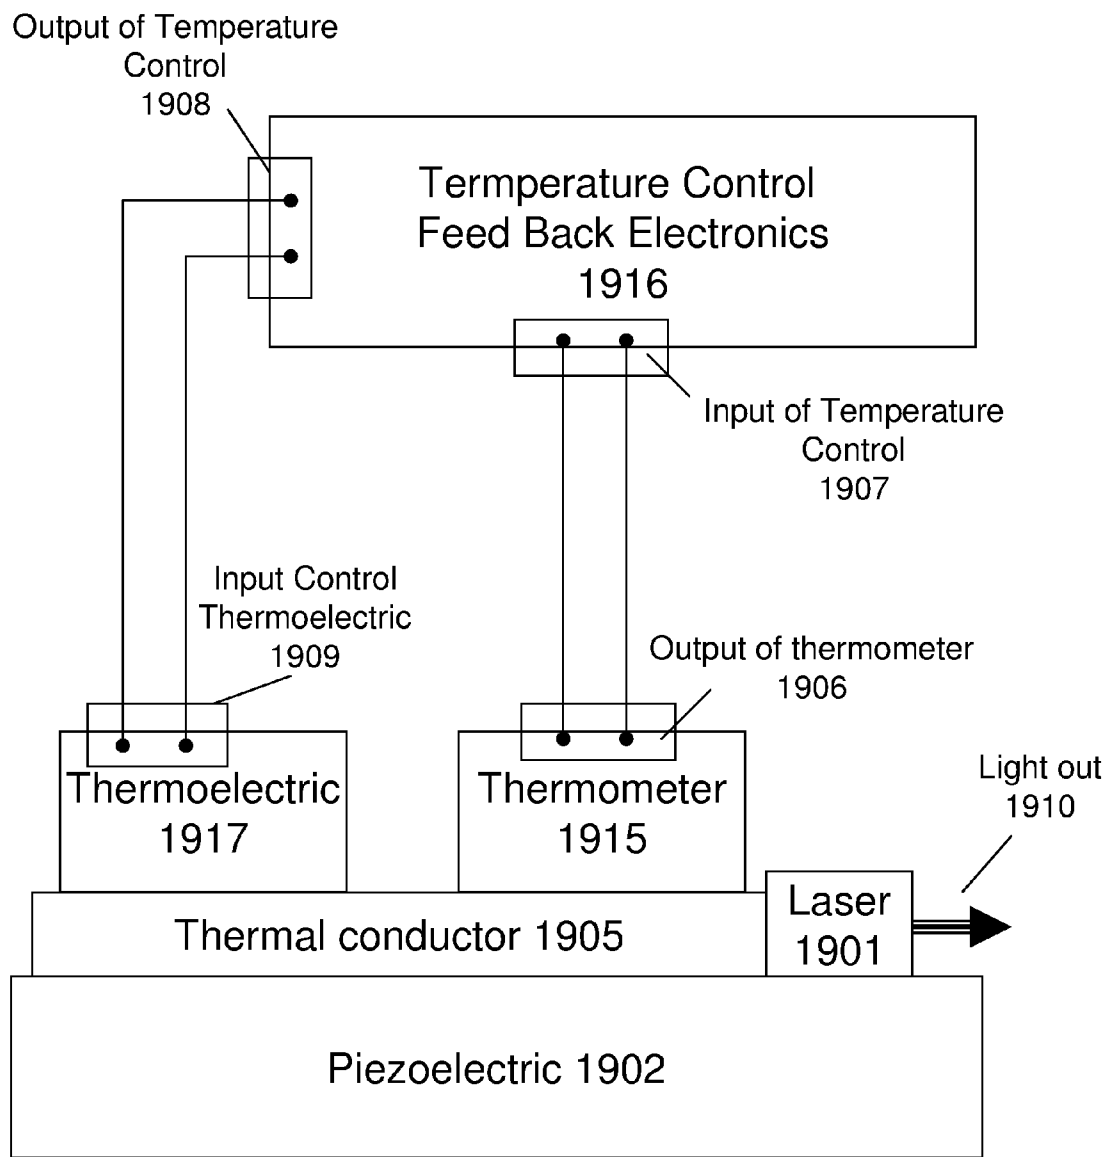 Output of Temperature
Control
1908
Termperature Control
Feed Back Electronics
1916
Input of Temperature
Control
1907
Input Control
Thermoelectric
1909
Output of thermometer
1906
Light out
1910
Thermoelectric
1917
Thermometer
1915
Laser
1901
Thermal conductor 1905
Piezoelectric 1902